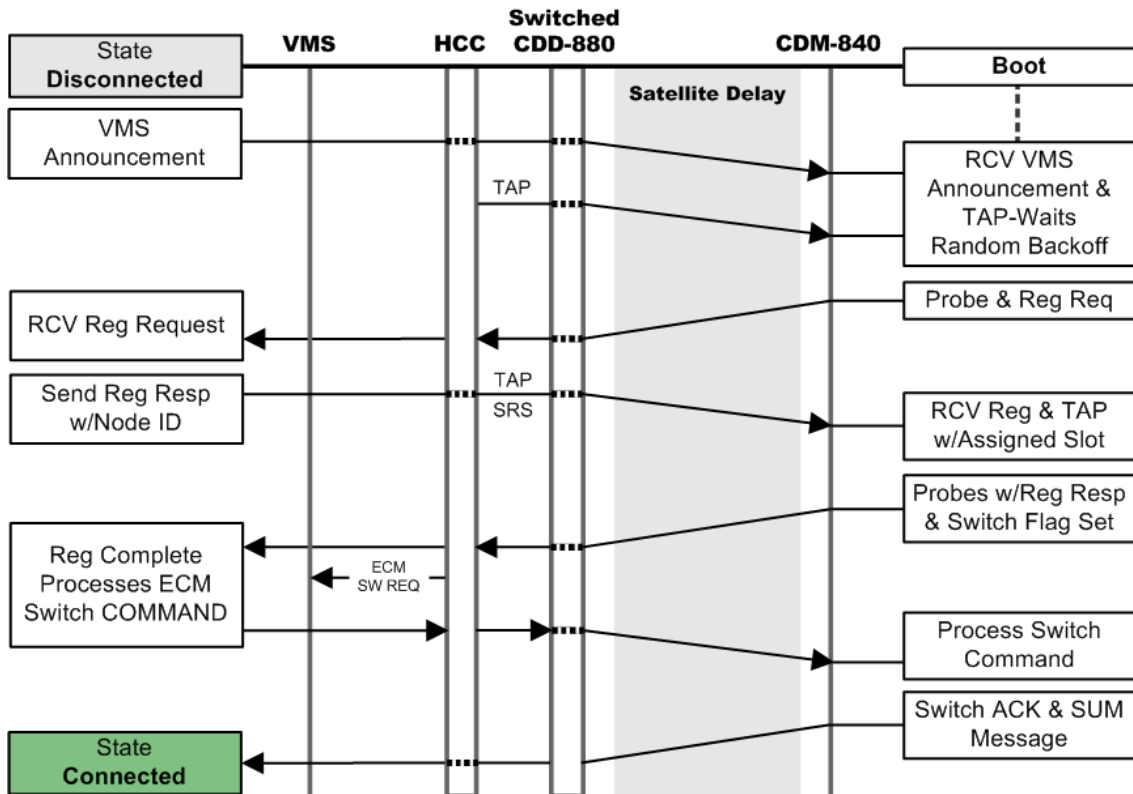 Switched
VMS
HCC
CDD-880
CDM-840
State
Disconnected
Boot
Satellite Delay
VMS
Announcement
TAP
RCV VMS
Announcement &
TAP-Waits
Random Backoff
Probe & Reg Req
RCV Reg Request
Send Reg Resp
w/Node ID
TAP
SRS
RCV Reg & TAP
w/Assigned Slot
Probes w/Reg Resp
& Switch Flag Set
Reg Complete
Processes ECM
Switch COMMAND
ECM
SW REQ
Process Switch
Command
Switch ACK & SUM
Message
State
Connected